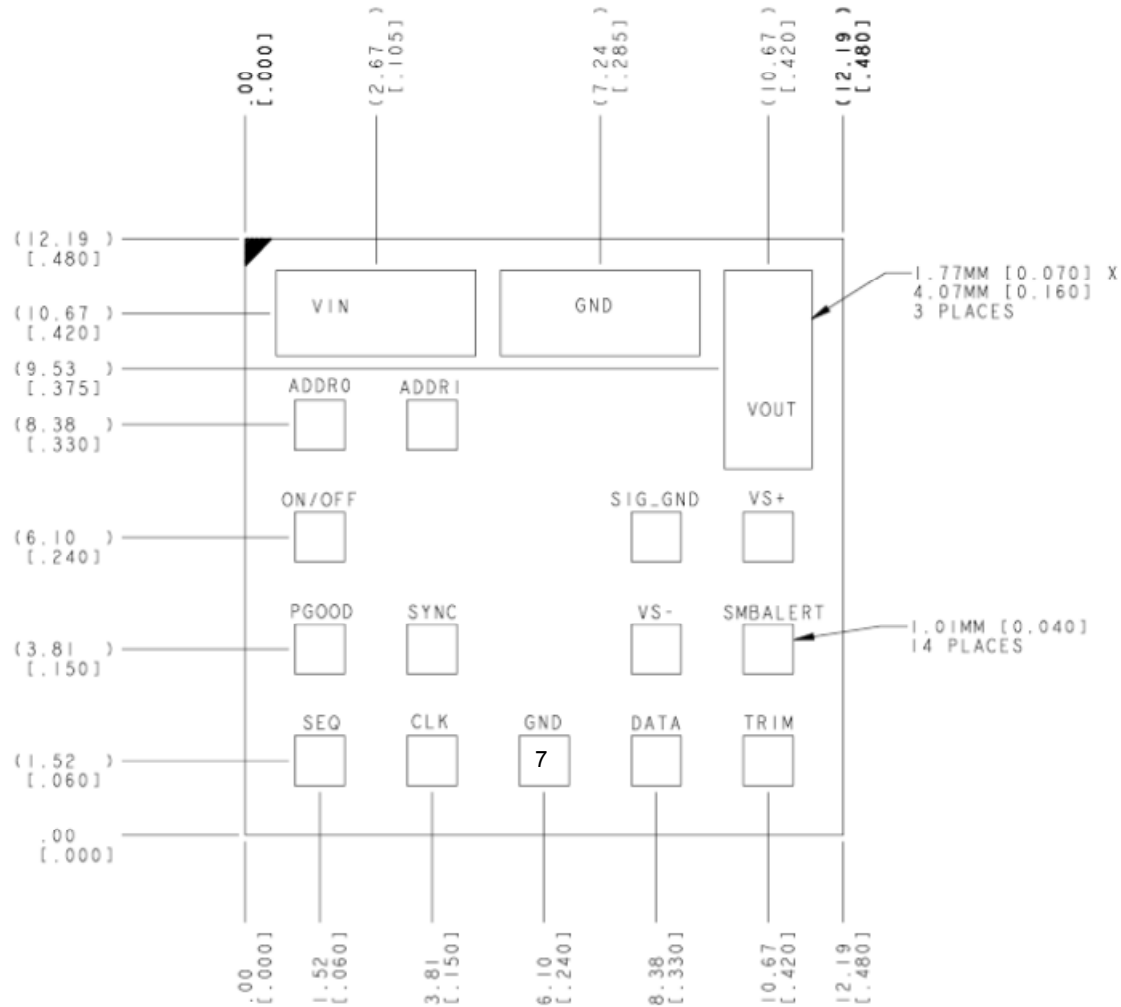 .00
[.000]
(2.67 )
[.105]
(7.24 )
[.285]
(10.67 )
[.420]
(12.19 )
[.480]
(12.19 )
[.480]
(10.67 )
[.420]
(9.53 )
[.375]
(8.38 )
[.330]
(6.10 )
[.240]
(3.81 )
[.150]
(1.52 )
[.060]
.00
[.000]
VIN
GND
VOUT
1.77MM [0.070] X
4.07MM [0.160]
3 PLACES
ADDR0
ADDR1
ON/OFF
SIG_GND
VS+
PGOOD
SYNC
VS-
SMBALERT
1.01MM [0.040]
14 PLACES
SEQ
CLK
GND
DATA
TRIM
7
.00
[.000]
1.52
[.060]
3.81
[.150]
6.10
[.240]
8.38
[.330]
10.67
[.420]
12.19
[.480]